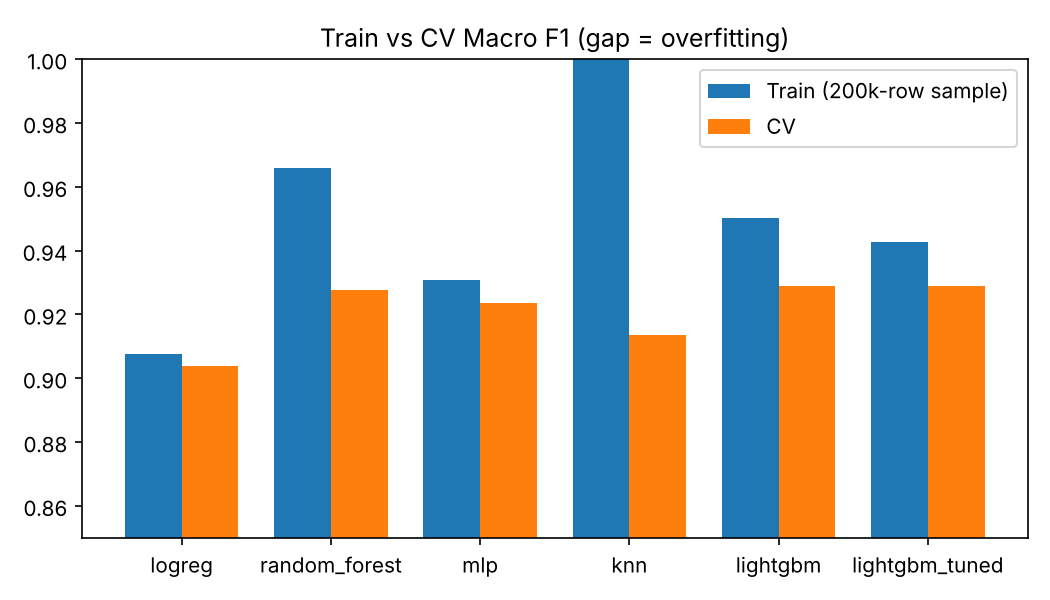 Train vs CV Macro F1 (gap = overfitting)
1.00
0.98
0.96
0.94
0.92
0.90
0.88
0.86
Train (200k-row sample)
CV
logreg
random_forest
mlp
knn
lightgbm
lightgbm_tuned